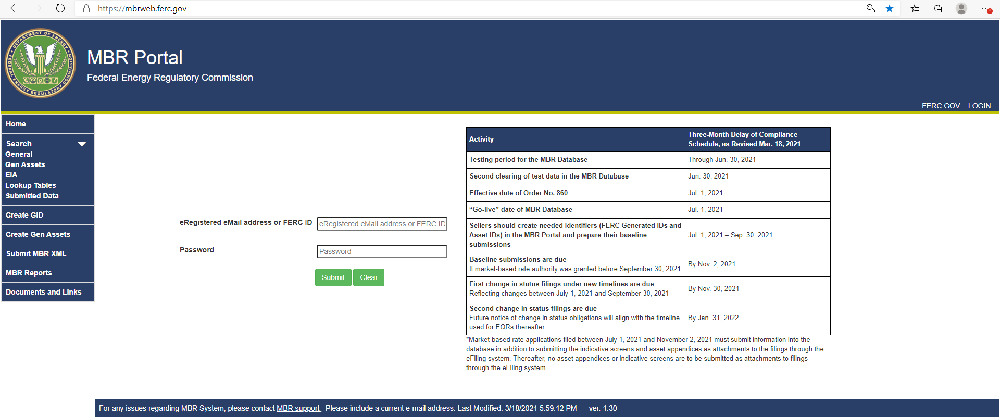 https://mbrweb.ferc.gov
DEPARTMENT OF ENERGY
FEDERAL ENERGY REGULATORY COMMISSION
MBR Portal
Federal Energy Regulatory Commission
FERC.GOV LOGIN
Home
Search
General
Gen Assets
EIA
Lookup Tables
Submitted Data
Create GID
Create Gen Assets
Submit MBR XML
MBR Reports
Documents and Links
eRegistered eMail address or FERC ID eRegistered eMail address or FERC ID
Password Password
Submit Clear
Activity
Three-Month Delay of Compliance
Schedule, as Revised Mar. 18, 2021
Testing period for the MBR Database
Through Jun. 30, 2021
Second clearing of test data in the MBR Database
Jun. 30, 2021
Effective date of Order No. 860
Jul. 1, 2021
“Go-live” date of MBR Database
Jul. 1, 2021
Sellers should create needed identifiers (FERC Generated IDs and
Asset IDs) in the MBR Portal and prepare their baseline
submissions
Jul. 1, 2021 – Sep. 30, 2021
Baseline submissions are due
If market-based rate authority was granted before September 30, 2021
By Nov. 2, 2021
First change in status filings under new timelines are due
Reflecting changes between July 1, 2021 and September 30, 2021
By Nov. 30, 2021
Second change in status filings are due
Future notice of change in status obligations will align with the timeline
used for EQRs thereafter
By Jan. 31, 2022
*Market-based rate applications filed between July 1, 2021 and November 2, 2021 must submit information into the
database in addition to submitting the indicative screens and asset appendices as attachments to the filings through the
eFiling system. Thereafter, no asset appendices or indicative screens are to be submitted as attachments to filings
through the eFiling system.
For any issues regarding MBR System, please contact MBR support Please include a current e-mail address. Last Modified: 3/18/2021 5:59:12 PM ver. 1.30